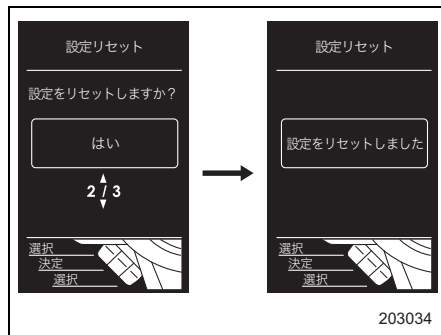 設定リセット
設定をリセットしますか？
はい
2 / 3
選択
決定
選択
設定リセット
設定をリセットしました
選択
決定
選択
203034